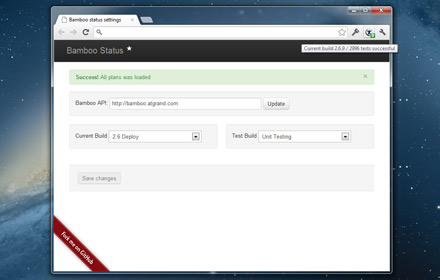 Bamboo status settings
Bamboo Status
Current build 2.6.9 / 2996 tests successful
Success! All plans was loaded
Bamboo API: http://bamboo.atgrand.com Update
Current Build 2.6 Deploy
Test Build Unit Testing
Save changes
Fork me on GitHub